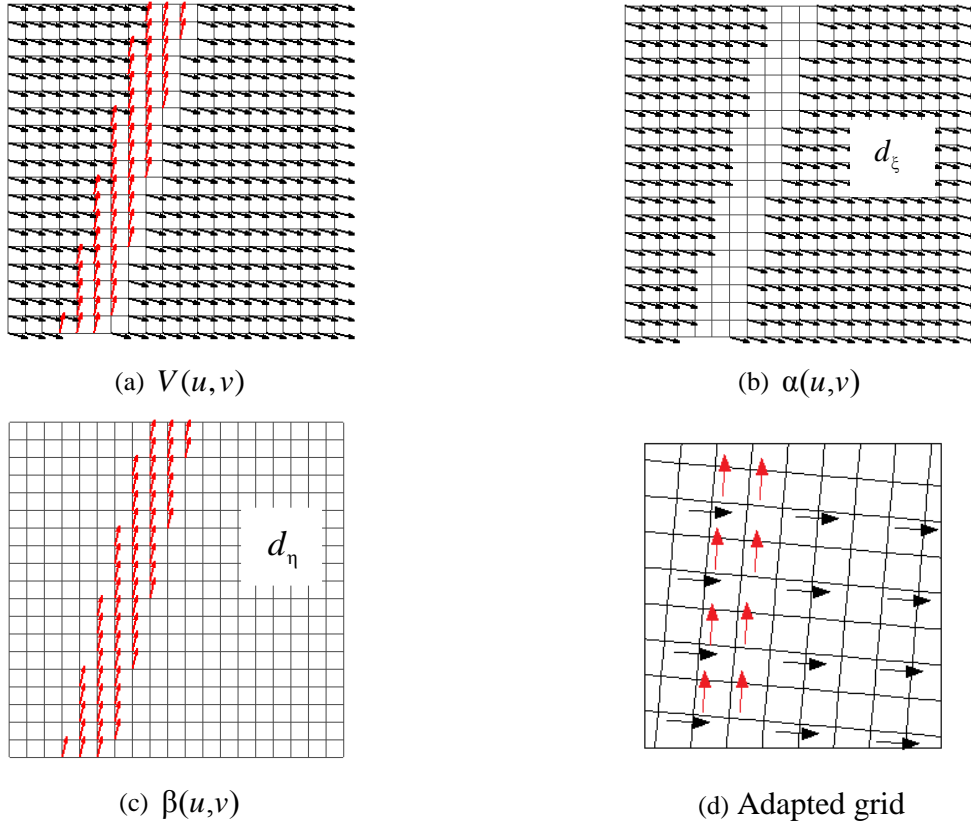 d_ξ
(a) V(u,v)
(b) α(u,v)
d_η
(c) β(u,v)
(d) Adapted grid